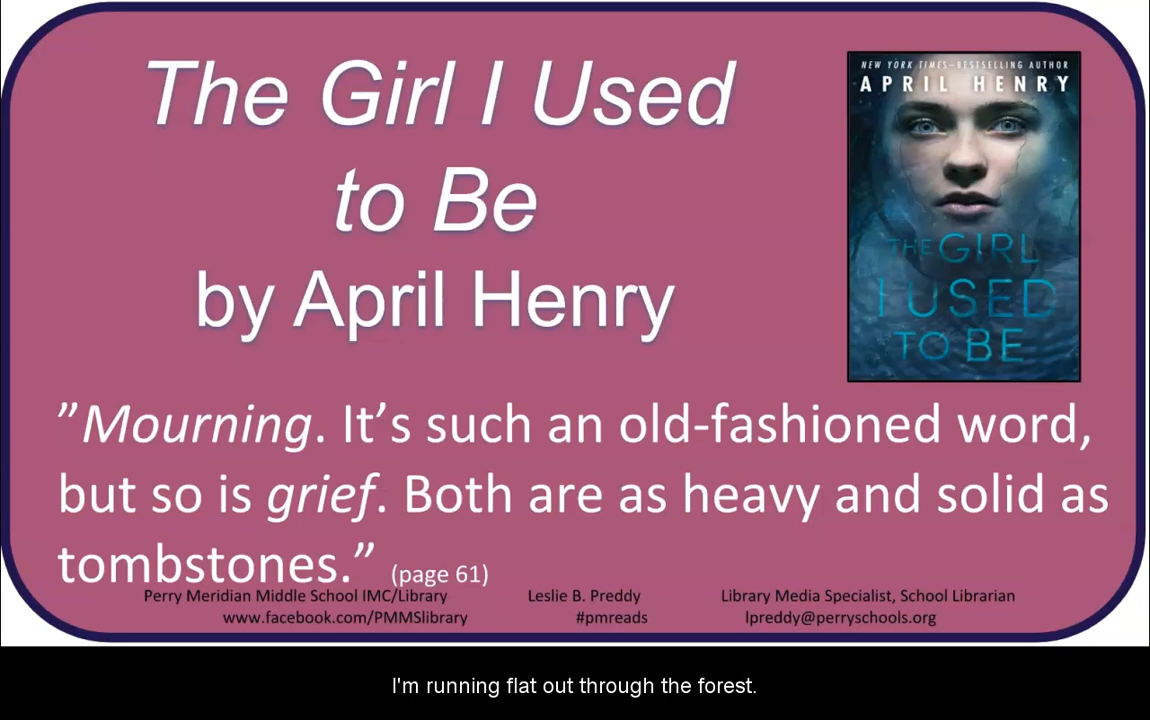 The Girl I Used
to Be
by April Henry
NEW YORK TIMES–BESTSELLING AUTHOR
APRIL HENRY
THE GIRL
I USED
TO BE
”Mourning. It’s such an old-fashioned word,
but so is grief. Both are as heavy and solid as
tombstones.” (page 61)
Perry Meridian Middle School IMC/Library Leslie B. Preddy Library Media Specialist, School Librarian
www.facebook.com/PMMSlibrary #pmreads lpreddy@perryschools.org
I'm running flat out through the forest.